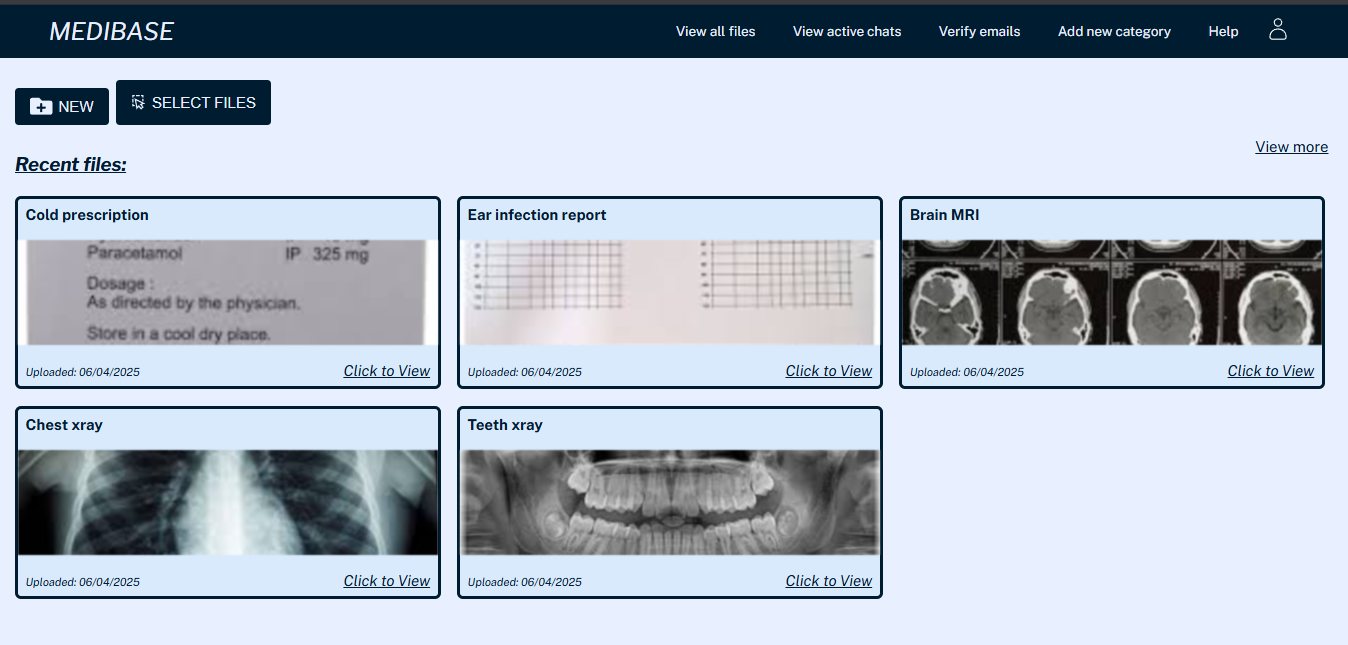 MEDIBASE View all files View active chats Verify emails Add new category Help
NEW SELECT FILES
View more
Recent files:
Cold prescription
Paracetamol IP 325 mg
Dosage :
As directed by the physician.
Store in a cool dry place.
Uploaded: 06/04/2025 Click to View
Ear infection report
Uploaded: 06/04/2025 Click to View
Brain MRI
Uploaded: 06/04/2025 Click to View
Chest xray
Uploaded: 06/04/2025 Click to View
Teeth xray
Uploaded: 06/04/2025 Click to View